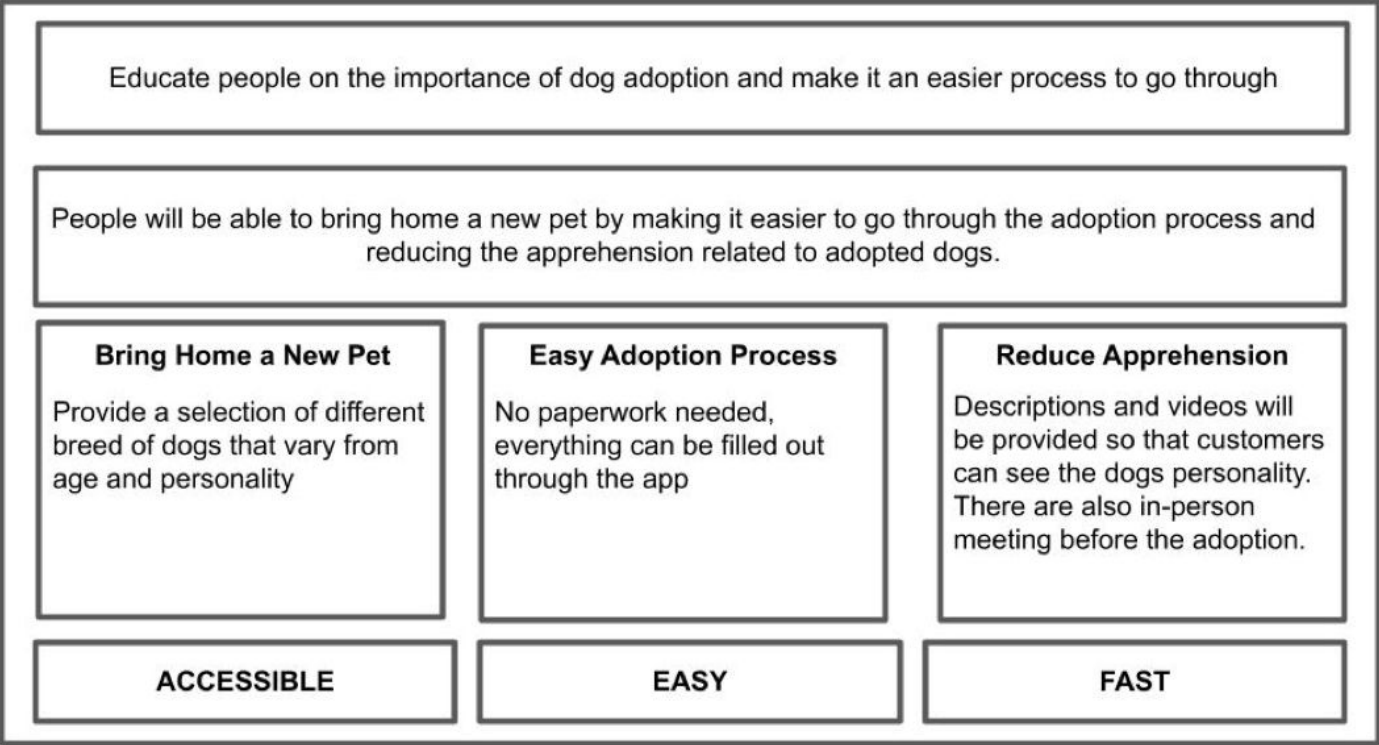 Educate people on the importance of dog adoption and make it an easier process to go through
People will be able to bring home a new pet by making it easier to go through the adoption process and
reducing the apprehension related to adopted dogs.
Bring Home a New Pet
Provide a selection of different
breed of dogs that vary from
age and personality
Easy Adoption Process
No paperwork needed,
everything can be filled out
through the app
Reduce Apprehension
Descriptions and videos will
be provided so that customers
can see the dogs personality.
There are also in-person
meeting before the adoption.
ACCESSIBLE
EASY
FAST